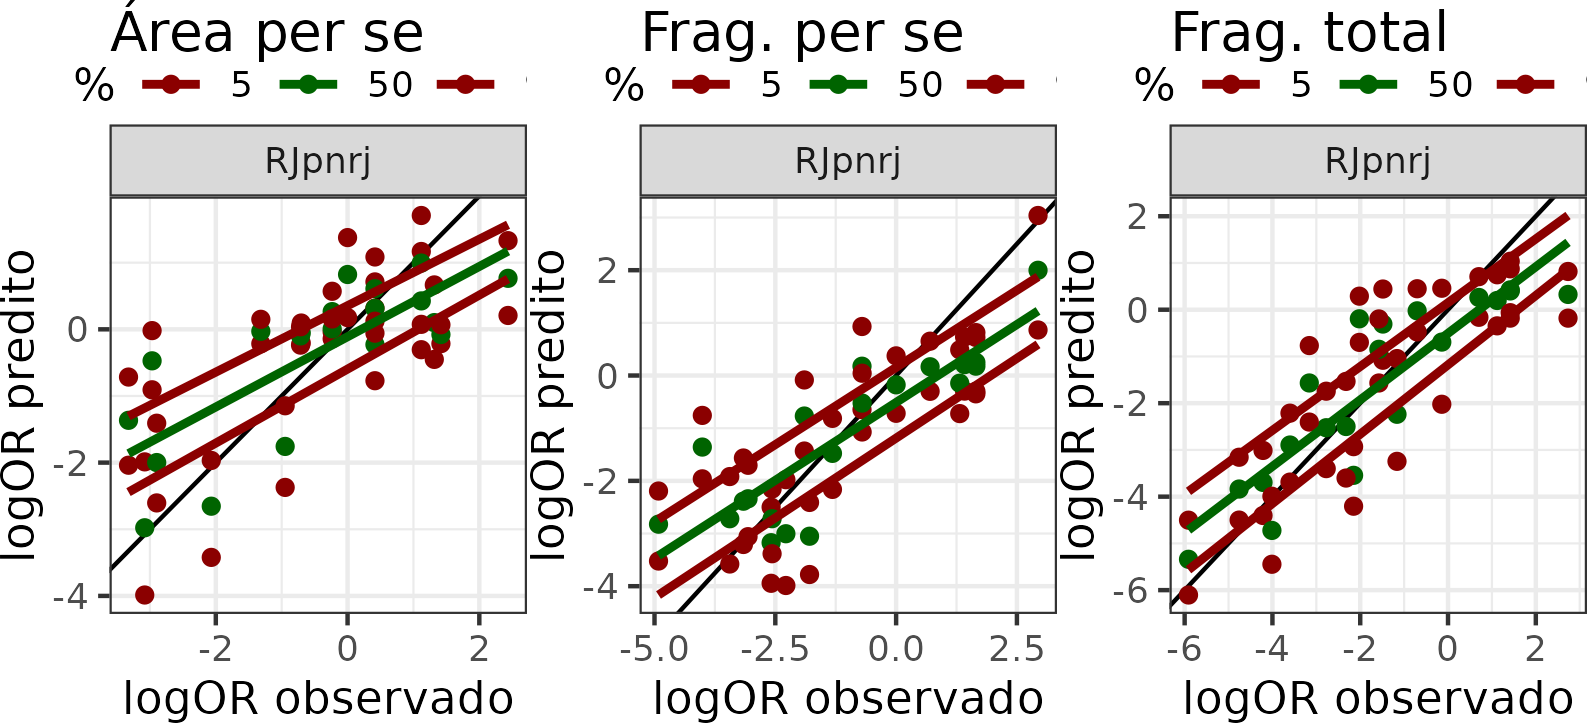 Área per se
% 5 50
RJpnrj
logOR predito
0
-2
-4
-2 0 2
logOR observado
Frag. per se
% 5 50
RJpnrj
logOR predito
2
0
-2
-4
-5.0 -2.5 0.0 2.5
logOR observado
Frag. total
% 5 50
RJpnrj
logOR predito
2
0
-2
-4
-6
-6 -4 -2 0 2
logOR observado